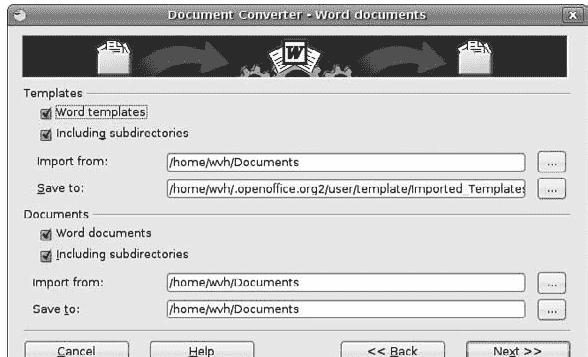 Document Converter - Word documents
W
Templates
Word templates
Including subdirectories
Import from: /home/wvh/Documents ...
Save to: /home/wvh/.openoffice.org2/user/template/Imported_Templates ...
Documents
Word documents
Including subdirectories
Import from: /home/wvh/Documents ...
Save to: /home/wvh/Documents ...
Cancel Help << Back Next >>